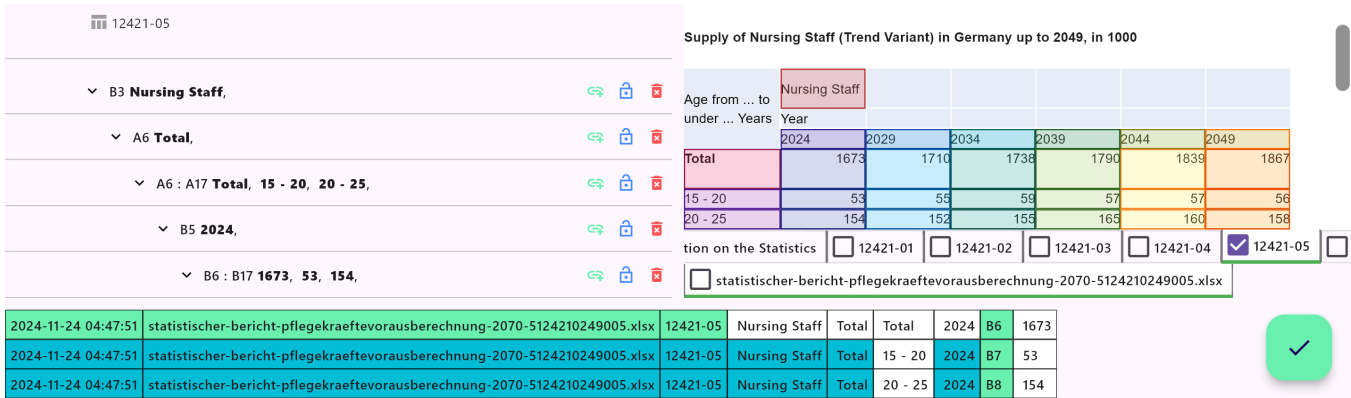 12421-05
B3 Nursing Staff,
A6 Total,
A6 : A17 Total, 15 - 20, 20 - 25,
B5 2024,
B6 : B17 1673, 53, 154,
Supply of Nursing Staff (Trend Variant) in Germany up to 2049, in 1000
Age from ... to
under ... Years
Nursing Staff
Year
2024 2029 2034 2039 2044 2049
Total 1673 1710 1738 1790 1839 1867
15 - 20 53 55 59 57 57 56
20 - 25 154 152 155 165 160 158
tion on the Statistics 12421-01 12421-02 12421-03 12421-04 12421-05
statistischer-bericht-pflegekraeftevorausberechnung-2070-5124210249005.xlsx
2024-11-24 04:47:51 statistischer-bericht-pflegekraeftevorausberechnung-2070-5124210249005.xlsx 12421-05 Nursing Staff Total Total 2024 B6 1673
2024-11-24 04:47:51 statistischer-bericht-pflegekraeftevorausberechnung-2070-5124210249005.xlsx 12421-05 Nursing Staff Total 15 - 20 2024 B7 53
2024-11-24 04:47:51 statistischer-bericht-pflegekraeftevorausberechnung-2070-5124210249005.xlsx 12421-05 Nursing Staff Total 20 - 25 2024 B8 154